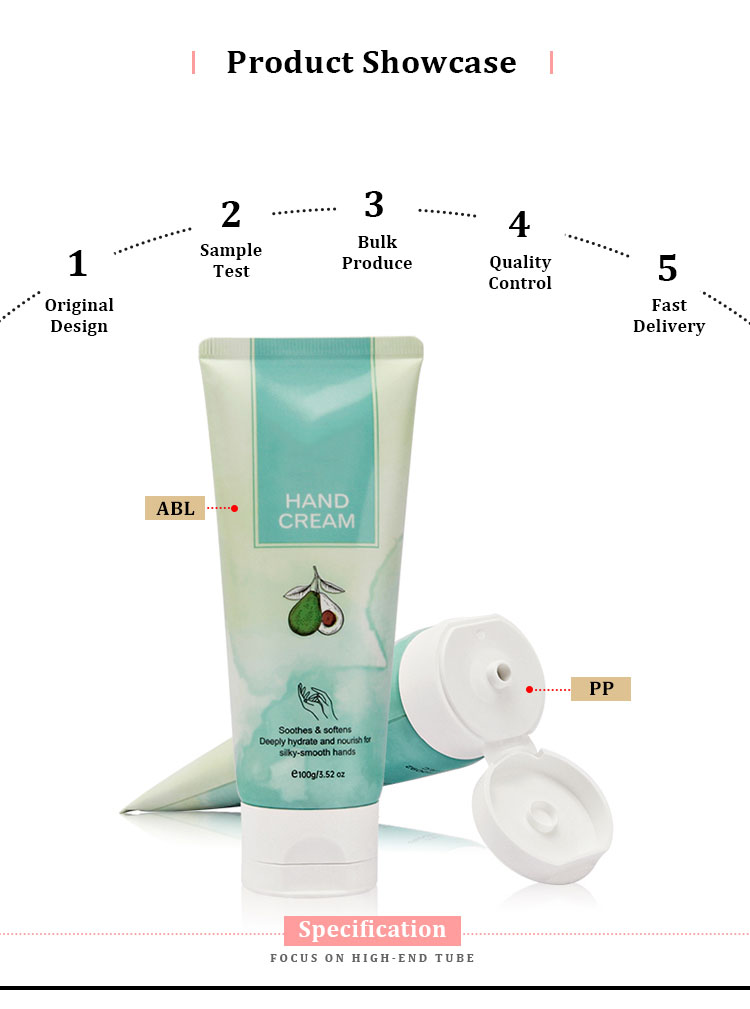 Product Showcase
1
Original
Design
2
Sample
Test
3
Bulk
Produce
4
Quality
Control
5
Fast
Delivery
ABL
HAND
CREAM
Soothes & softens
Deeply hydrate and nourish for
silky-smooth hands
℮100g/3.52 oz
PP
Specification
FOCUS ON HIGH-END TUBE